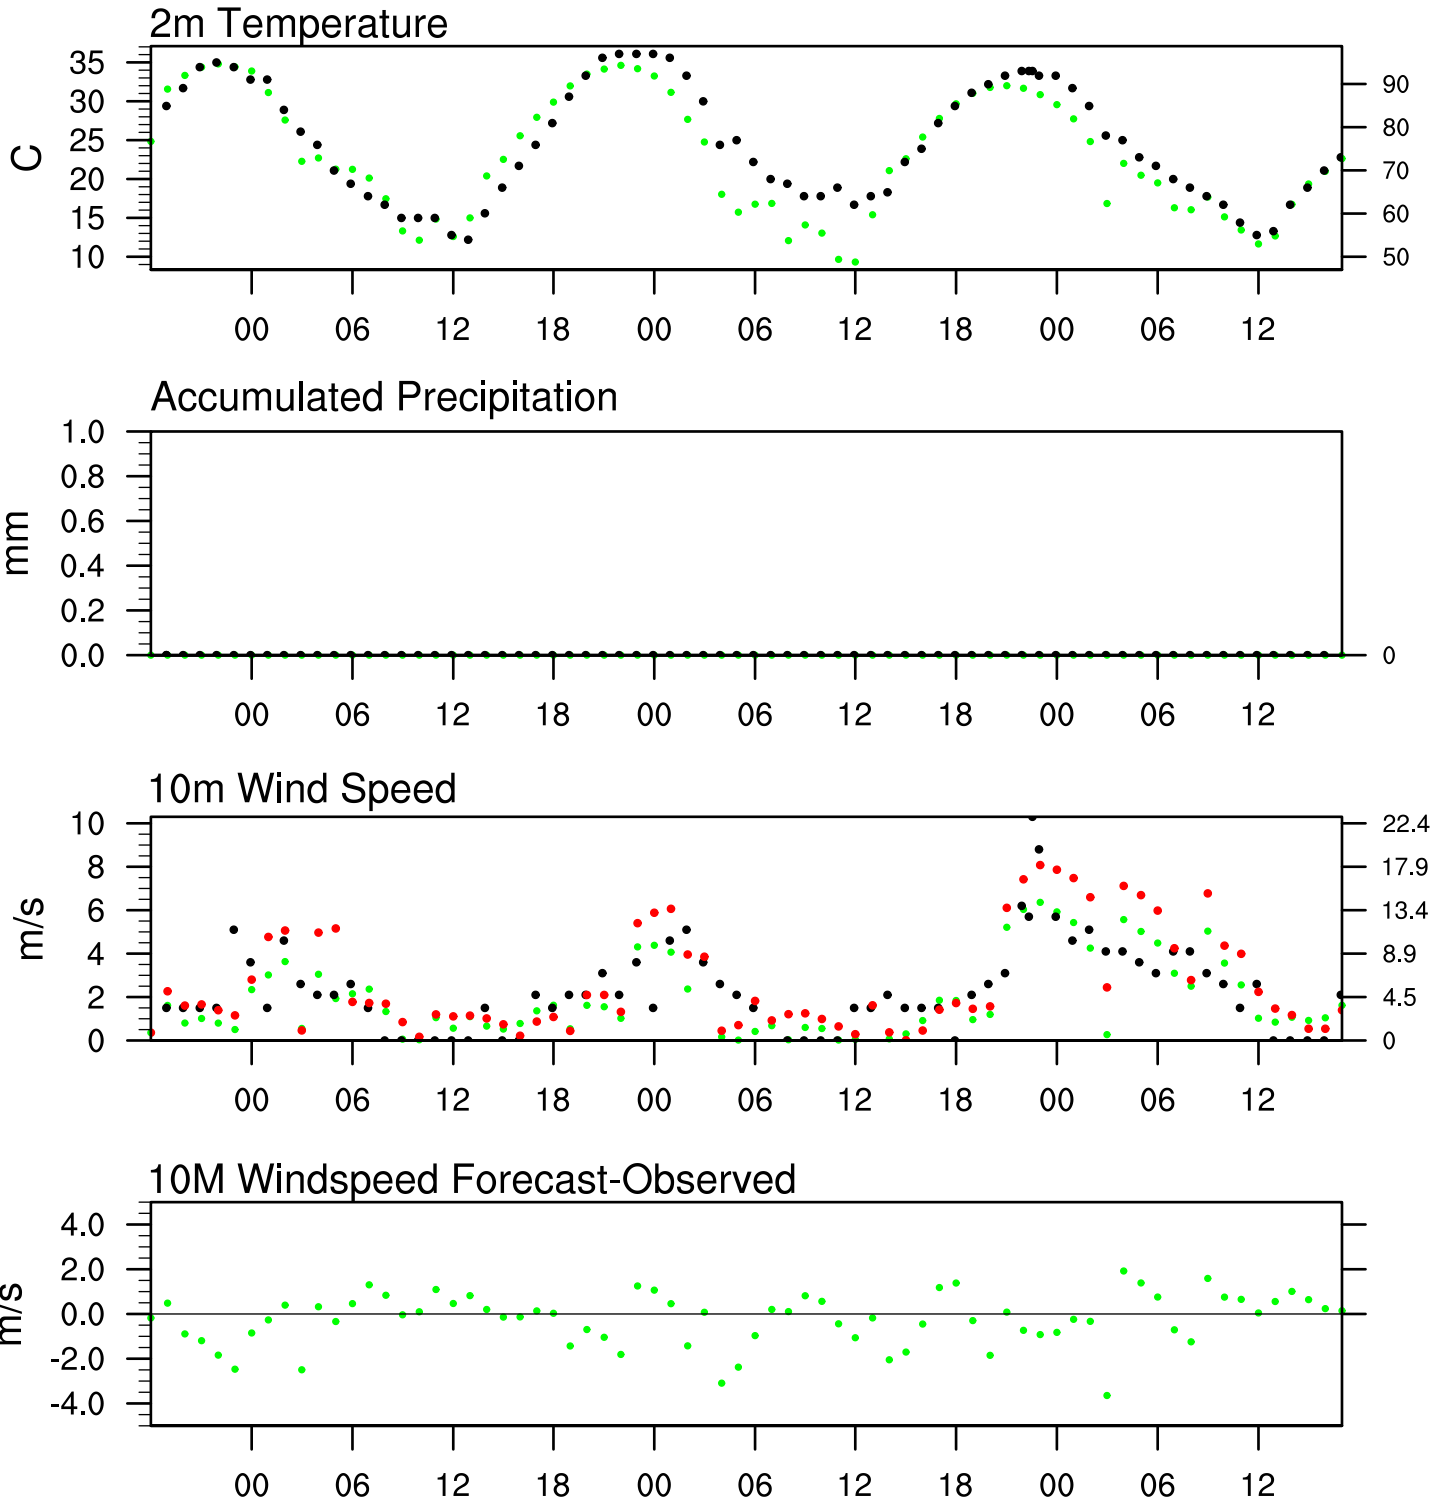 2m Temperature
35 30 25 20 15 10
C
90 80 70 60 50
00 06 12 18 00 06 12 18 00 06 12
Accumulated Precipitation
1.0 0.8 0.6 0.4 0.2 0.0
mm
0
00 06 12 18 00 06 12 18 00 06 12
10m Wind Speed
10 8 6 4 2 0
m/s
22.4 17.9 13.4 8.9 4.5 0
00 06 12 18 00 06 12 18 00 06 12
10M Windspeed Forecast-Observed
4.0 2.0 0.0 -2.0 -4.0
m/s
00 06 12 18 00 06 12 18 00 06 12